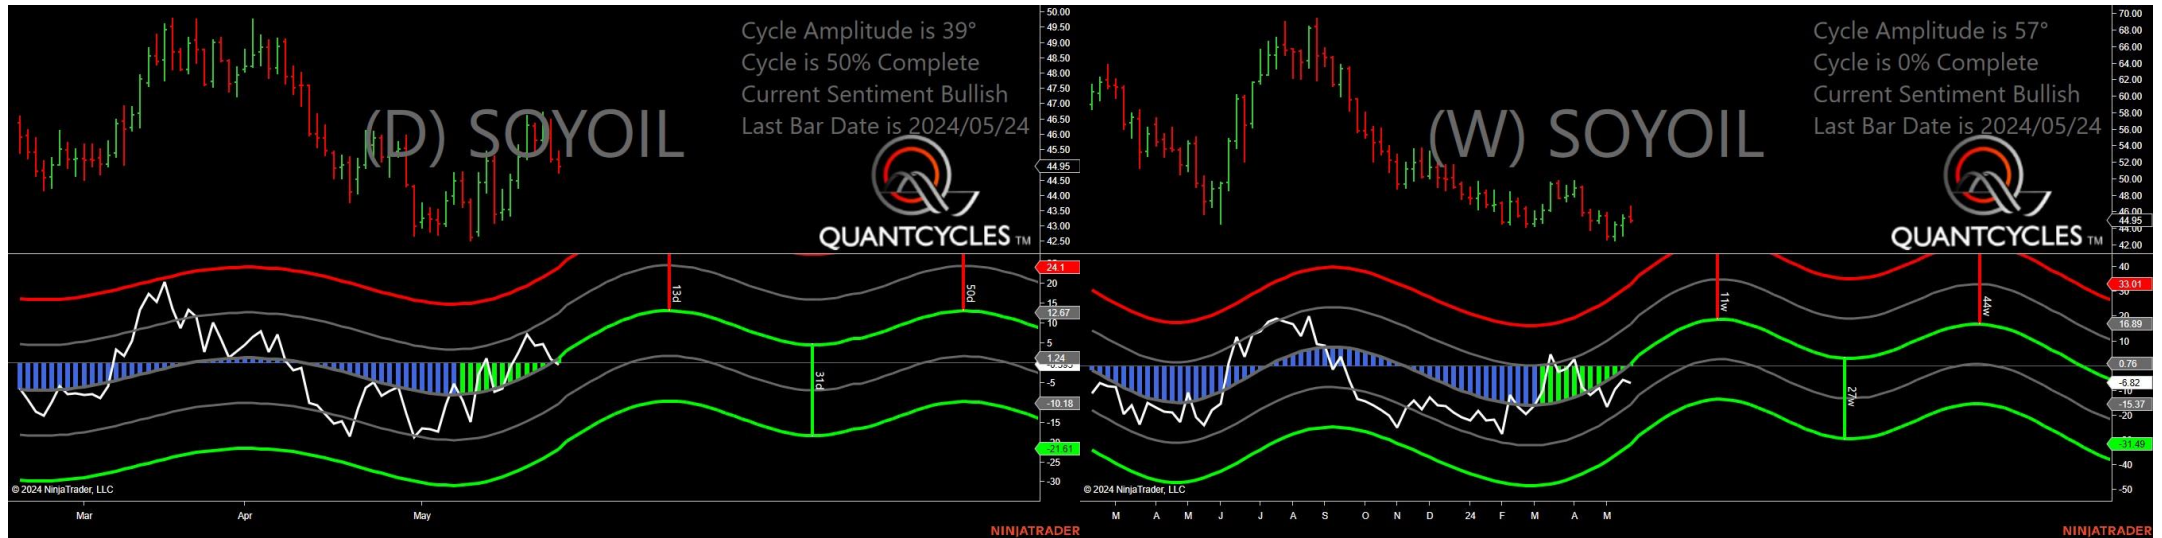 Cycle Amplitude is 39°
Cycle is 50% Complete
Current Sentiment Bullish
Last Bar Date is 2024/05/24
(D) SOYOIL
QUANTCYCLES TM
50.00
49.50
49.00
48.50
48.00
47.50
47.00
46.50
46.00
45.50
44.95
44.50
44.00
43.50
43.00
42.50
24.1
20
15
12.67
10
5
1.24
-5
-10.18
-15
-21.61
-25
-30
13d
31d
50d
© 2024 NinjaTrader, LLC
Mar
Apr
May
NINJATRADER
Cycle Amplitude is 57°
Cycle is 0% Complete
Current Sentiment Bullish
Last Bar Date is 2024/05/24
(W) SOYOIL
QUANTCYCLES TM
70.00
68.00
66.00
64.00
62.00
60.00
58.00
56.00
54.00
52.00
50.00
48.00
46.00
44.95
44.00
42.00
40
33.01
30
20
16.89
10
0.76
-6.82
-10
-15.37
-20
-31.49
-40
-50
11w
27w
44w
© 2024 NinjaTrader, LLC
M
A
M
J
J
A
S
O
N
D
24
F
M
A
M
NINJATRADER